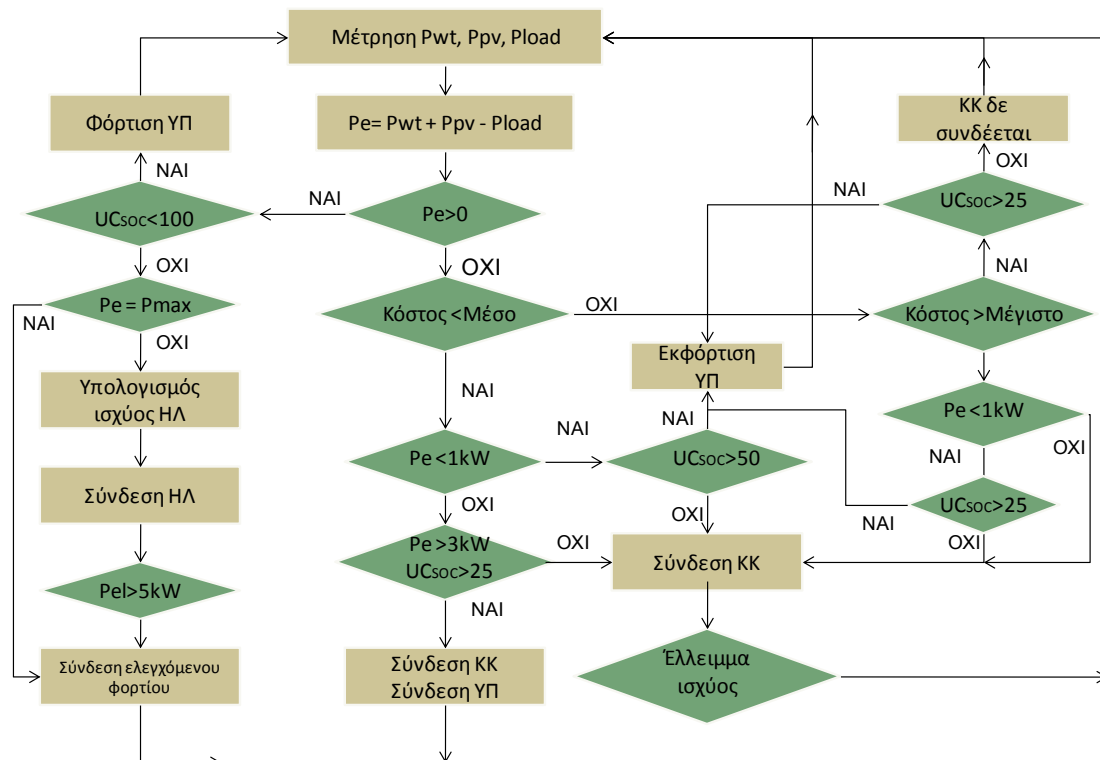 Μέτρηση Pwt, Ppv, Pload
Φόρτιση ΥΠ
Pe= Pwt + Ppv - Pload
ΚΚ δε
συνδέεται
ΝΑΙ
ΟΧΙ
UCsoc<100
ΝΑΙ
Pe>0
ΝΑΙ
UCsoc>25
ΟΧΙ
ΟΧΙ
ΝΑΙ
Pe = Pmax
ΝΑΙ
Κόστος <Μέσο
ΟΧΙ
Κόστος >Μέγιστο
ΟΧΙ
Εκφόρτιση
ΥΠ
Υπολογισμός
ισχύος ΗΛ
ΝΑΙ
Pe <1kW
ΝΑΙ
ΝΑΙ
ΟΧΙ
Pe <1kW
UCsoc>50
ΝΑΙ
Σύνδεση ΗΛ
UCsoc>25
ΟΧΙ
ΟΧΙ
ΝΑΙ
Pe >3kW
UCsoc>25
ΟΧΙ
Σύνδεση ΚΚ
ΟΧΙ
Pel>5kW
ΝΑΙ
Σύνδεση ελεγχόμενου
φορτίου
Σύνδεση ΚΚ
Σύνδεση ΥΠ
Έλλειμμα
ισχύος